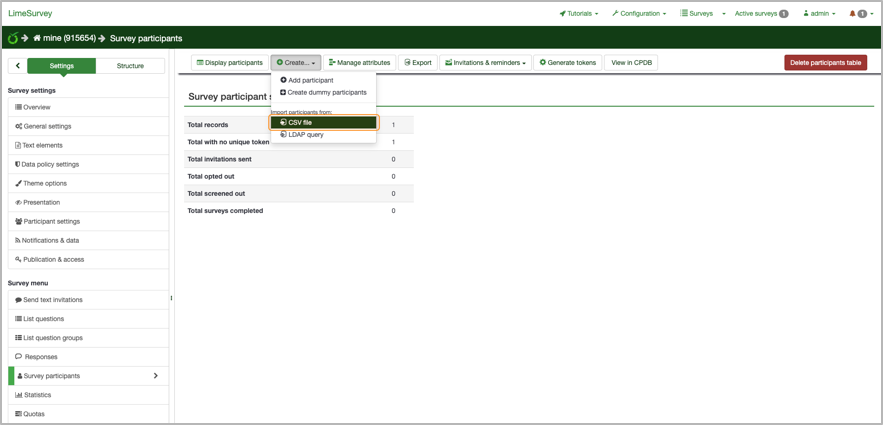 LimeSurvey
Tutorials
Configuration
Surveys
Active surveys 1
admin
1
mine (915654)
Survey participants
Settings
Structure
Display participants
Create...
Manage attributes
Export
Invitations & reminders
Generate tokens
View in CPDB
Delete participants table
Add participant
Create dummy participants
Import participants from:
CSV file
LDAP query
Survey settings
Overview
General settings
Text elements
Data policy settings
Theme options
Presentation
Participant settings
Notifications & data
Publication & access
Survey menu
Send text invitations
List questions
List question groups
Responses
Survey participants
Statistics
Quotas
Survey participant s
Total records 1
Total with no unique token 1
Total invitations sent 0
Total opted out 0
Total screened out 0
Total surveys completed 0